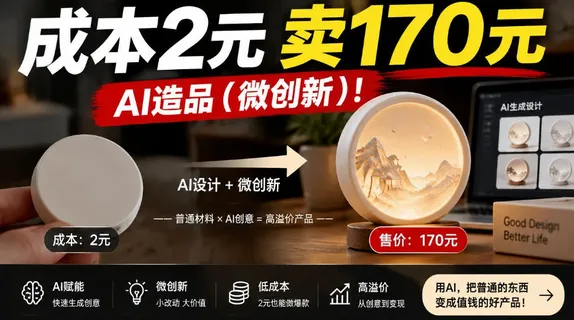 成本2元 卖170元
AI造品（微创新）！
AI设计 + 微创新
普通材料 × AI创意 = 高溢价产品
成本：2元
售价：170元
AI生成设计
Good Design
Better Life
AI赋能
快速生成创意
微创新
小改动 大价值
低成本
2元也能做爆款
高溢价
从创意到变现
用AI，把普通的东西
变成值钱的好产品！